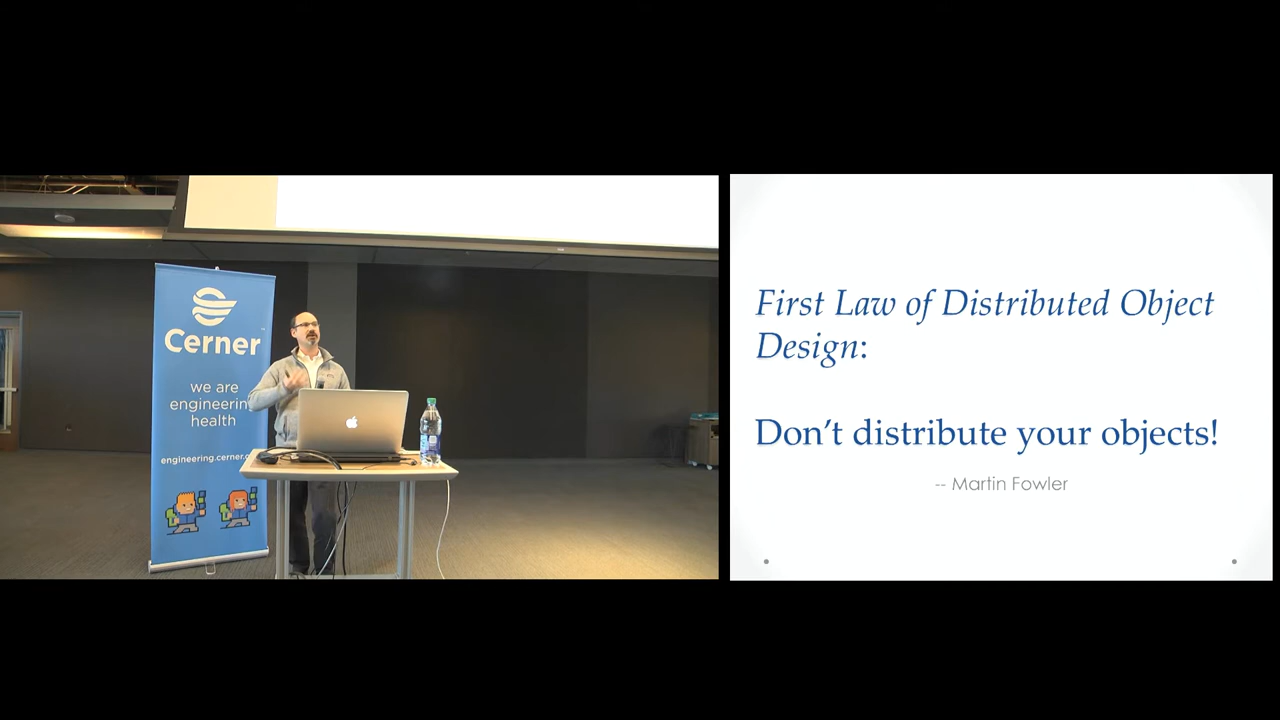 Cerner
we are
engineerin
health
engineering.cerner.c
First Law of Distributed Object
Design:
Don't distribute your objects!
-- Martin Fowler